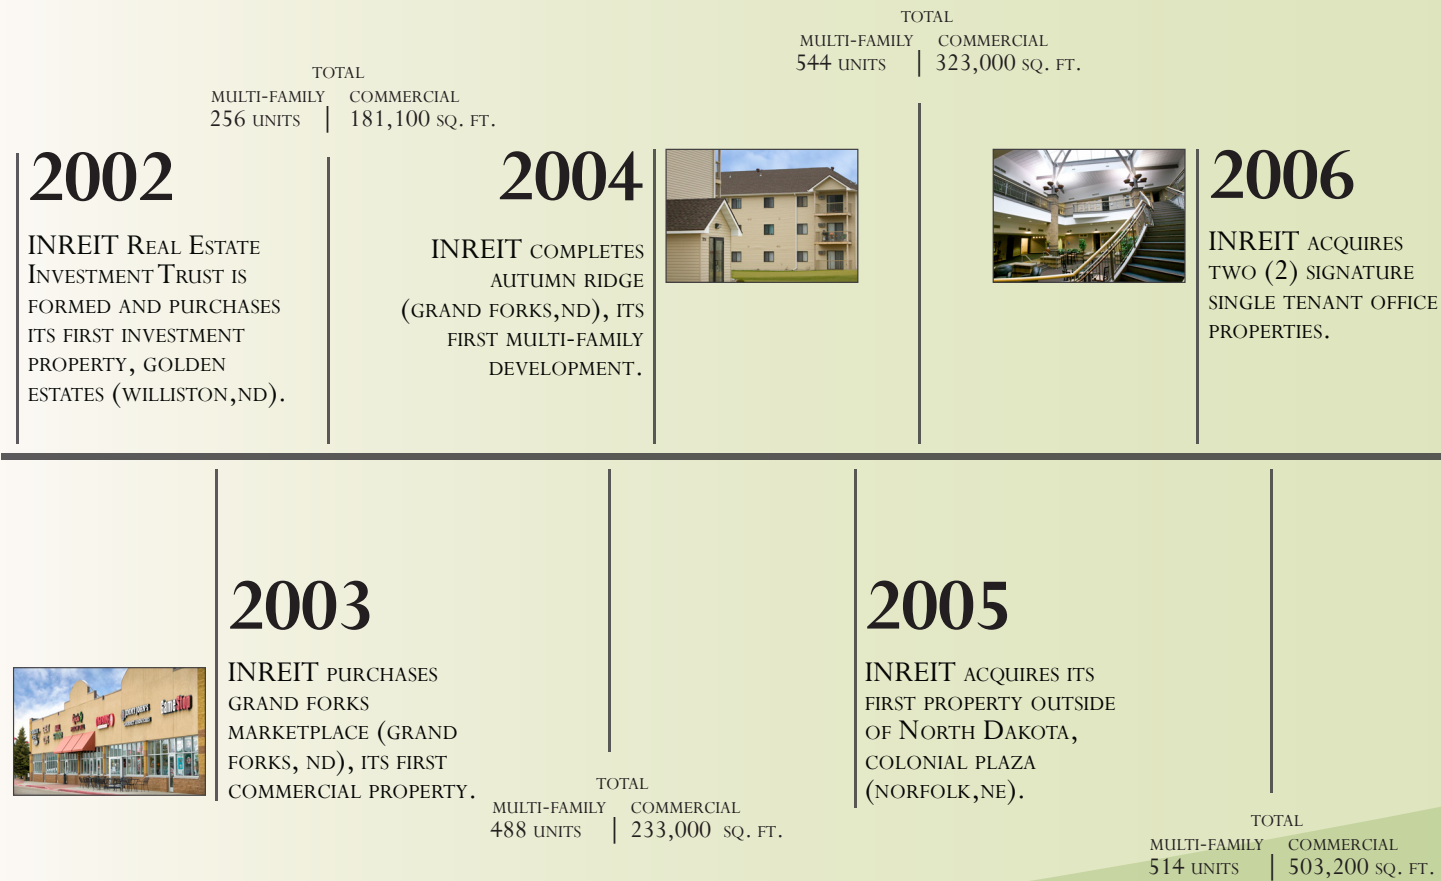 TOTAL
MULTI-FAMILY COMMERCIAL
544 UNITS | 323,000 SQ. FT.
TOTAL
MULTI-FAMILY COMMERCIAL
256 UNITS | 181,100 SQ. FT.
2002
INREIT Real Estate
Investment Trust is
formed and purchases
its first investment
property, golden
estates (williston,nd).
2004
INREIT completes
autumn ridge
(grand forks,nd), its
first multi-family
development.
2006
INREIT acquires
two (2) signature
single tenant office
properties.
2003
INREIT purchases
grand forks
marketplace (grand
forks, nd), its first
commercial property.
GameStop
TOTAL
MULTI-FAMILY COMMERCIAL
488 UNITS | 233,000 SQ. FT.
2005
INREIT acquires its
first property outside
of North Dakota,
colonial plaza
(norfolk,ne).
TOTAL
MULTI-FAMILY COMMERCIAL
514 UNITS | 503,200 SQ. FT.